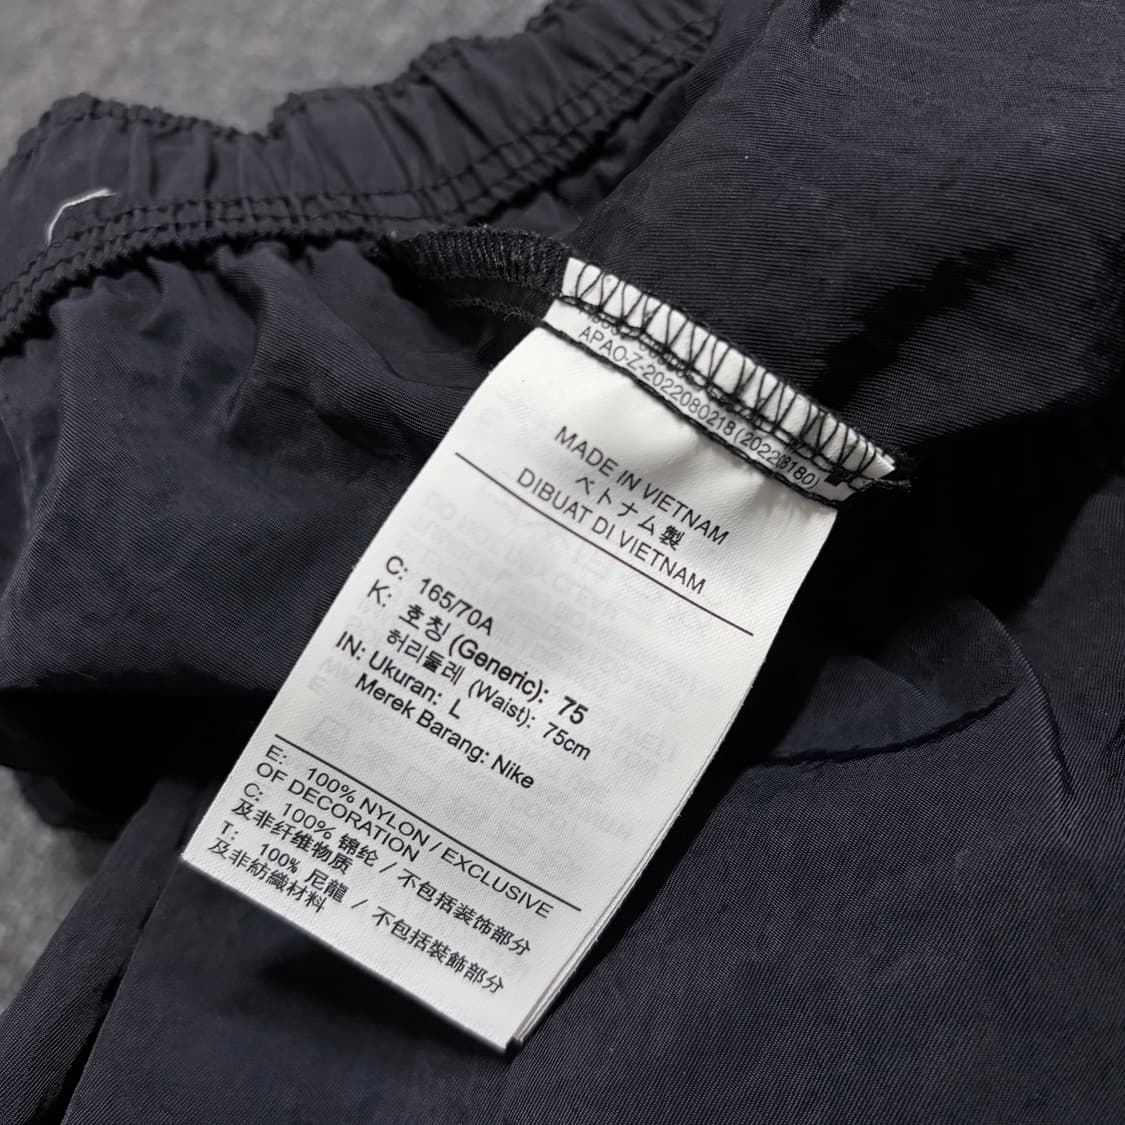 APAO-Z-2022080218(20228180)
MADE IN VIETNAM
ベトナム製
DIBUAT DI VIETNAM
C: 165/70A
K: 호칭 (Generic): 75
허리둘레 (Waist): 75cm
IN: Ukuran: L
Merek Barang: Nike
E: 100% NYLON / EXCLUSIVE
OF DECORATION
C: 100% 锦纶 / 不包括装饰部分
及非纤维物质
T: 100% 尼龍 / 不包括裝飾部分
及非紡織材料